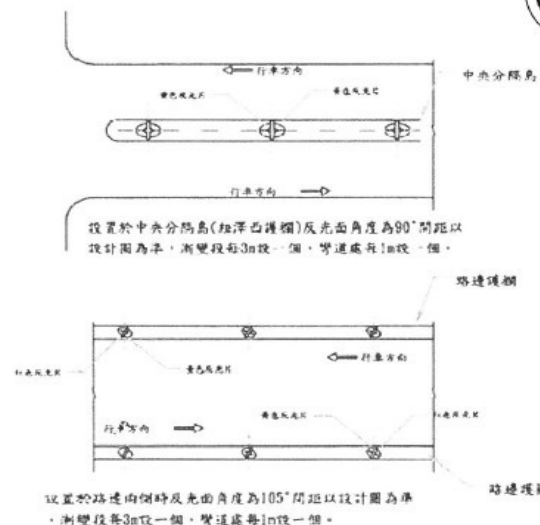 行車方向
中央分隔島
黃色反光片
黃色反光片
行車方向
設置於中央分隔島(紐澤西護欄)反光面角度為90°間距以
設計圖為準，漸變段每3m設一個，彎道處每1m設一個。
路邊護欄
行車方向
紅色反光片
黃色反光片
黃色反光片
紅色反光片
行車方向
路邊護
設置於路邊兩側時反光面角度為105°間距以設計圖為準
，漸變段每3m設一個，彎道處每1m設一個。